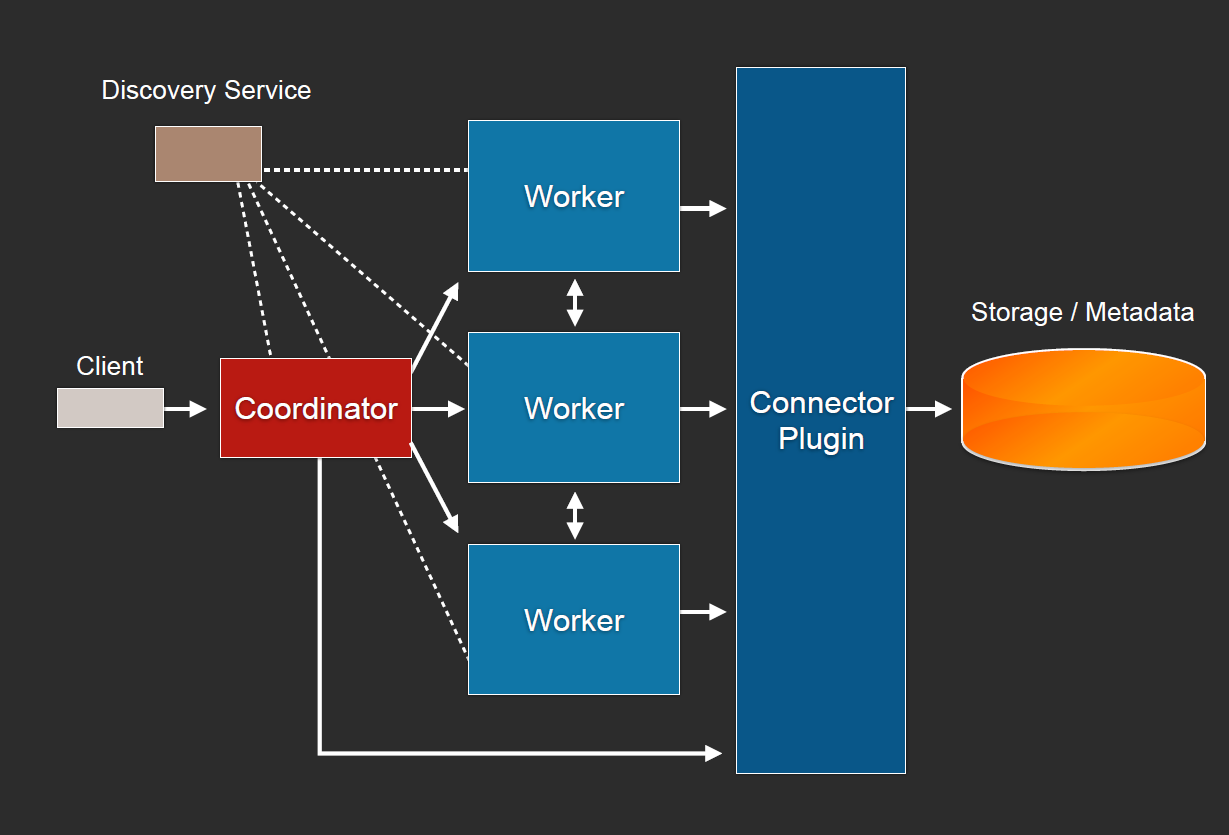 Discovery Service
Worker
Storage / Metadata
Client
Coordinator
Worker
Connector
Plugin
Worker